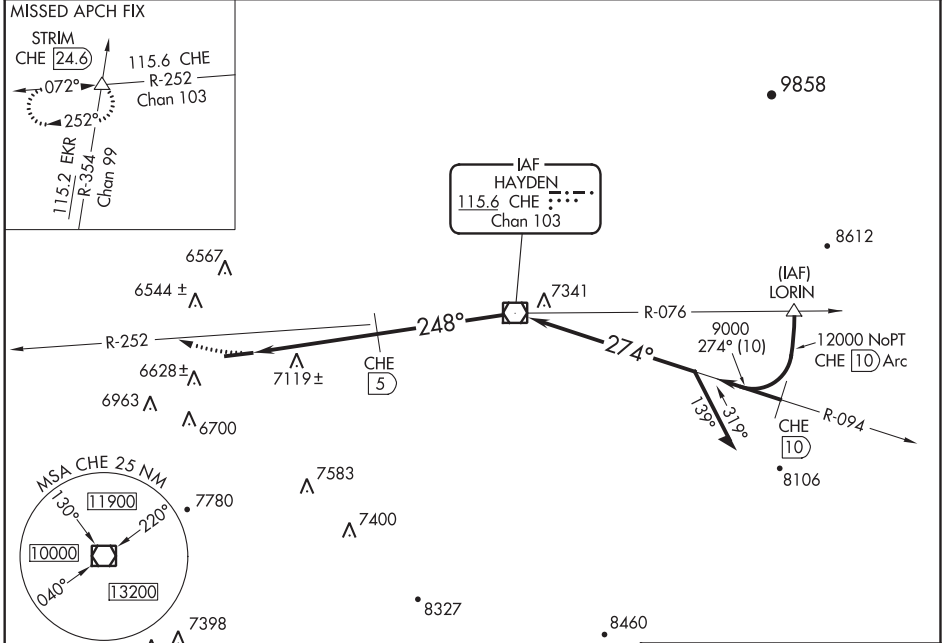 MISSED APCH FIX
STRIM
CHE 24.6
115.6 CHE
R-252
Chan 103
072°
252°
115.2 EKR
R-354
Chan 99
9858
IAF
HAYDEN
115.6 CHE
Chan 103
8612
6567
6544 ±
7341
(IAF)
LORIN
R-076
R-252
248°
9000
274° (10)
12000 NoPT
CHE 10 Arc
274°
CHE
5
7119±
6628±
6963
6700
139°
319°
R-094
CHE
10
8106
MSA CHE 25 NM
11900
130°
220°
10000
040°
13200
7780
7583
7400
8327
7398
8460